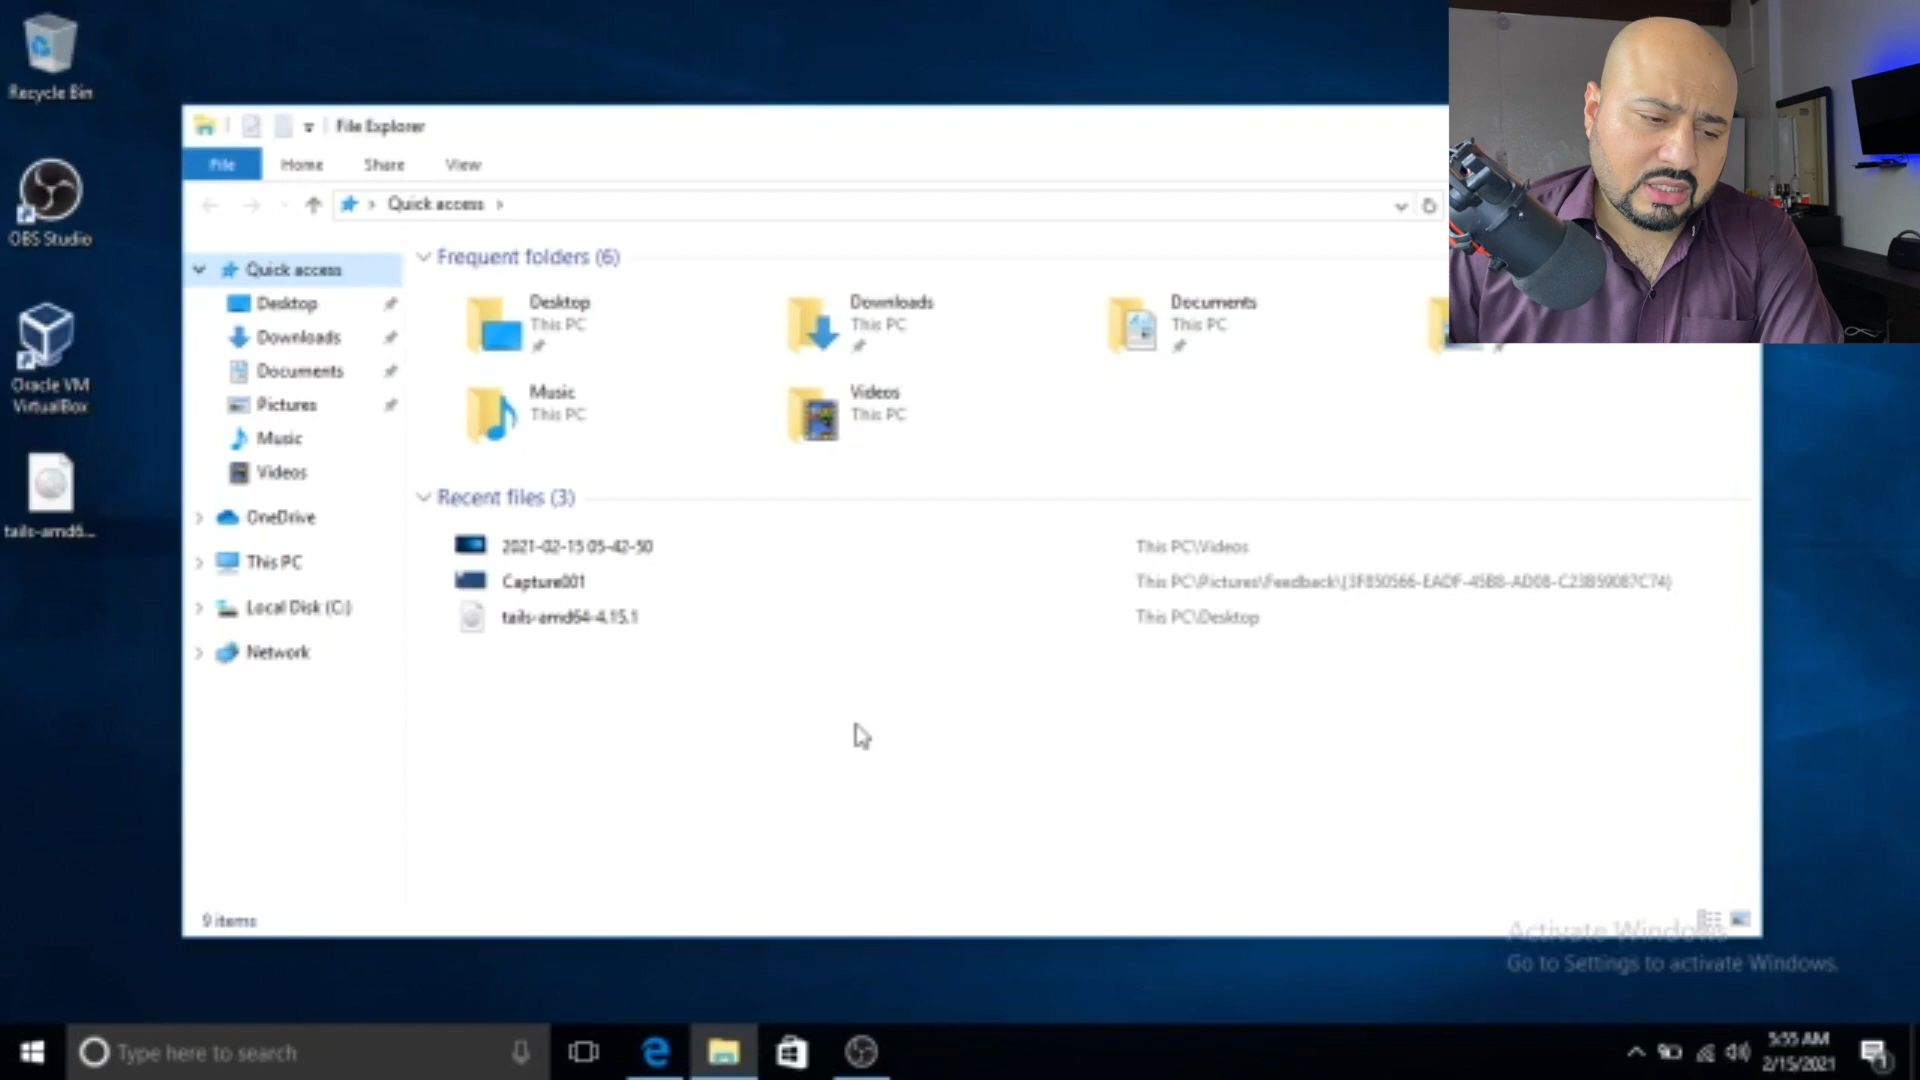 Recycle Bin
OBS Studio
Oracle VM
VirtualBox
tails-amd6...
File Explorer
File
Home
Share
View
Quick access
Quick access
Desktop
Downloads
Documents
Pictures
Music
Videos
OneDrive
This PC
Local Disk (C:)
Network
Frequent folders (6)
Desktop
This PC
Downloads
This PC
Documents
This PC
Music
This PC
Videos
This PC
Recent files (3)
2021-02-15 05-42-50
This PC\Videos
Capture001
This PC\Pictures\Feedback\{3F850566-EADF-45B8-AD08-C23B59087C74}
tails-amd64-4.15.1
This PC\Desktop
9 items
Activate Windows
Go to Settings to activate Windows.
Type here to search
5:55 AM
2/15/2021